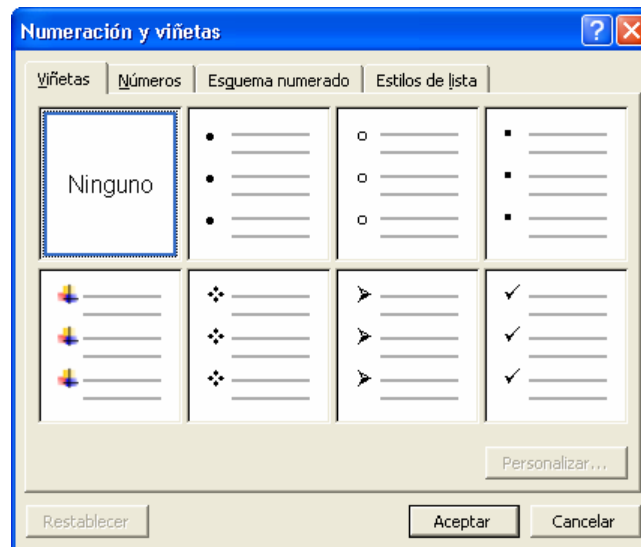 Numeración y viñetas
Viñetas Números Esquema numerado Estilos de lista
Ninguno
Personalizar...
Restablecer Aceptar Cancelar